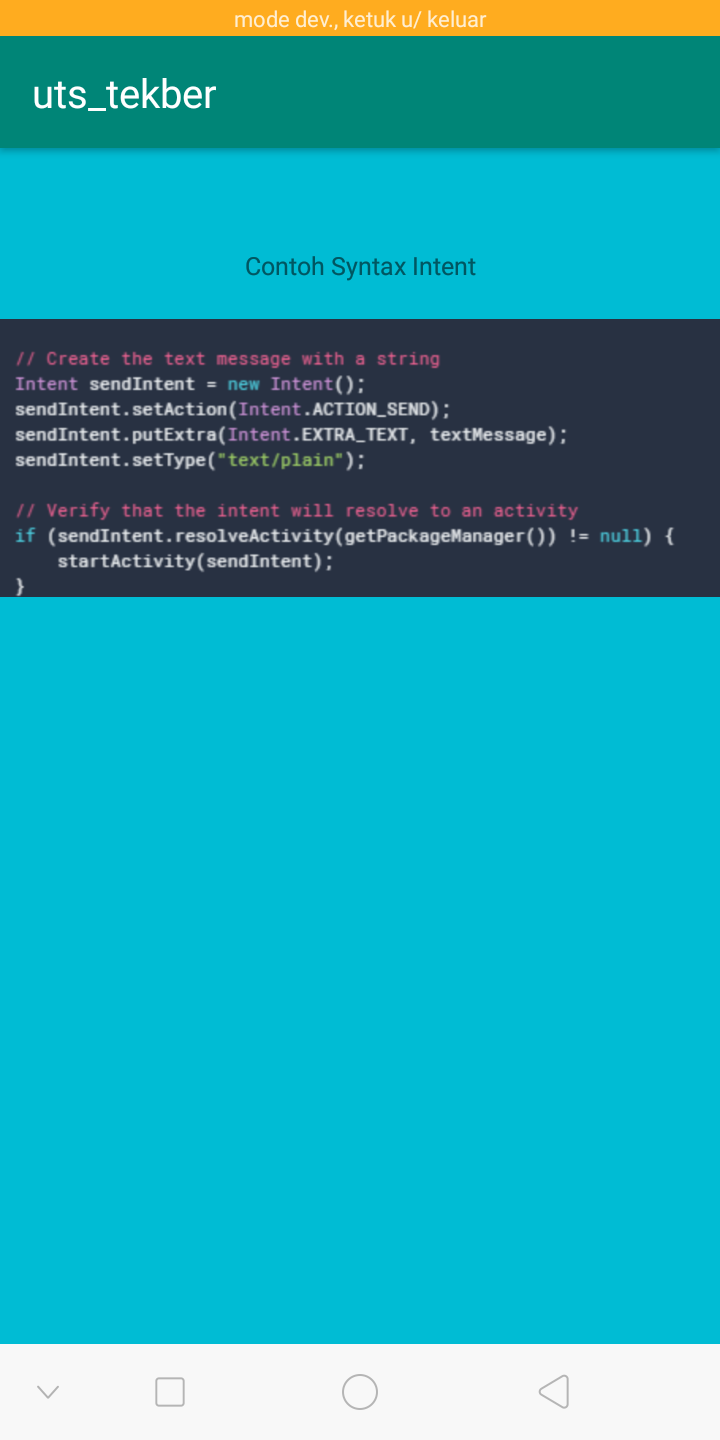 mode dev., ketuk u/ keluar
uts_tekber
Contoh Syntax Intent
// Create the text message with a string
Intent sendIntent = new Intent();
sendIntent.setAction(Intent.ACTION_SEND);
sendIntent.putExtra(Intent.EXTRA_TEXT, textMessage);
sendIntent.setType("text/plain");
// Verify that the intent will resolve to an activity
if (sendIntent.resolveActivity(getPackageManager()) != null) {
    startActivity(sendIntent);
}